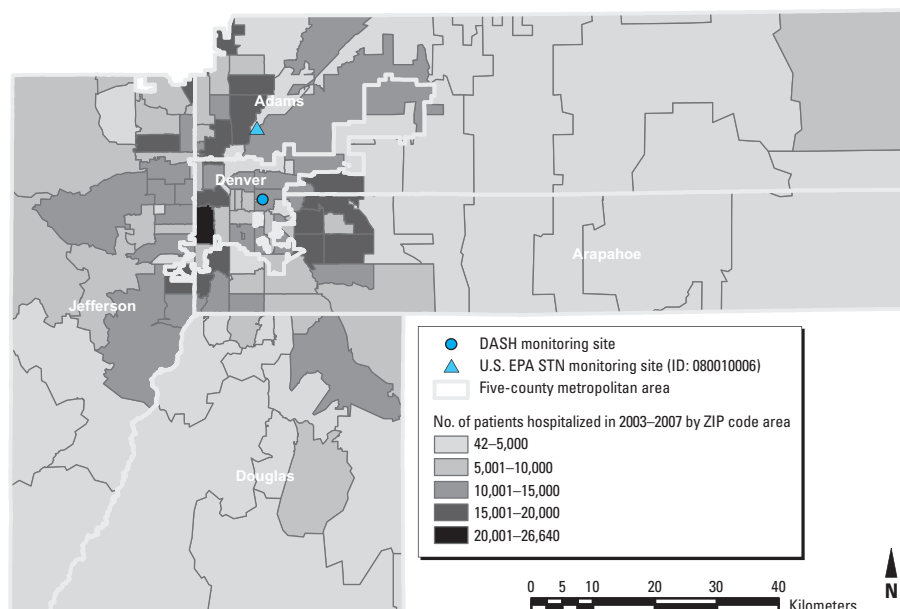 Adams
Denver
Arapahoe
Jefferson
Douglas
DASH monitoring site
U.S. EPA STN monitoring site (ID: 080010006)
Five-county metropolitan area
No. of patients hospitalized in 2003–2007 by ZIP code area
42–5,000
5,001–10,000
10,001–15,000
15,001–20,000
20,001–26,640
0 5 10 20 30 40
Kilometers
N